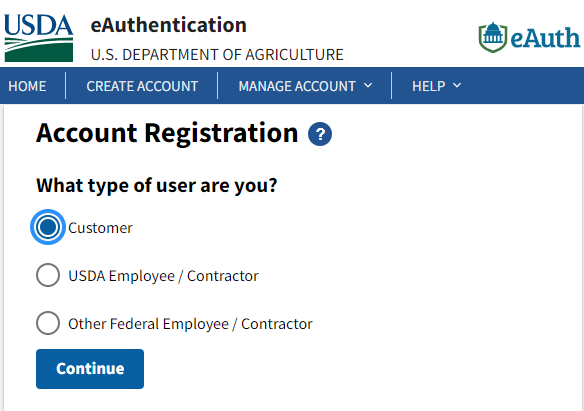 USDA eAuthentication
U.S. DEPARTMENT OF AGRICULTURE
eAuth
HOME CREATE ACCOUNT MANAGE ACCOUNT HELP
Account Registration ?
What type of user are you?
Customer
USDA Employee / Contractor
Other Federal Employee / Contractor
Continue